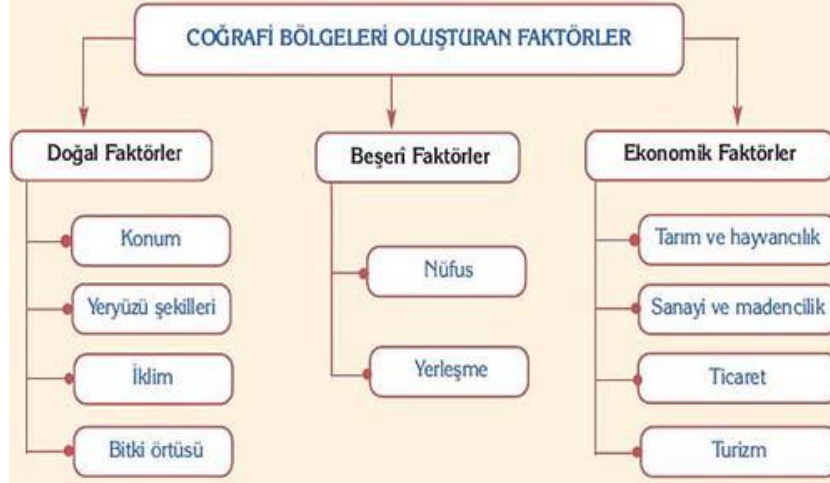 COĞRAFİ BÖLGELERİ OLUŞTURAN FAKTÖRLER
Doğal Faktörler
Konum
Yeryüzü şekilleri
İklim
Bitki örtüsü
Beşerî Faktörler
Nüfus
Yerleşme
Ekonomik Faktörler
Tarım ve hayvancılık
Sanayi ve madencilik
Ticaret
Turizm